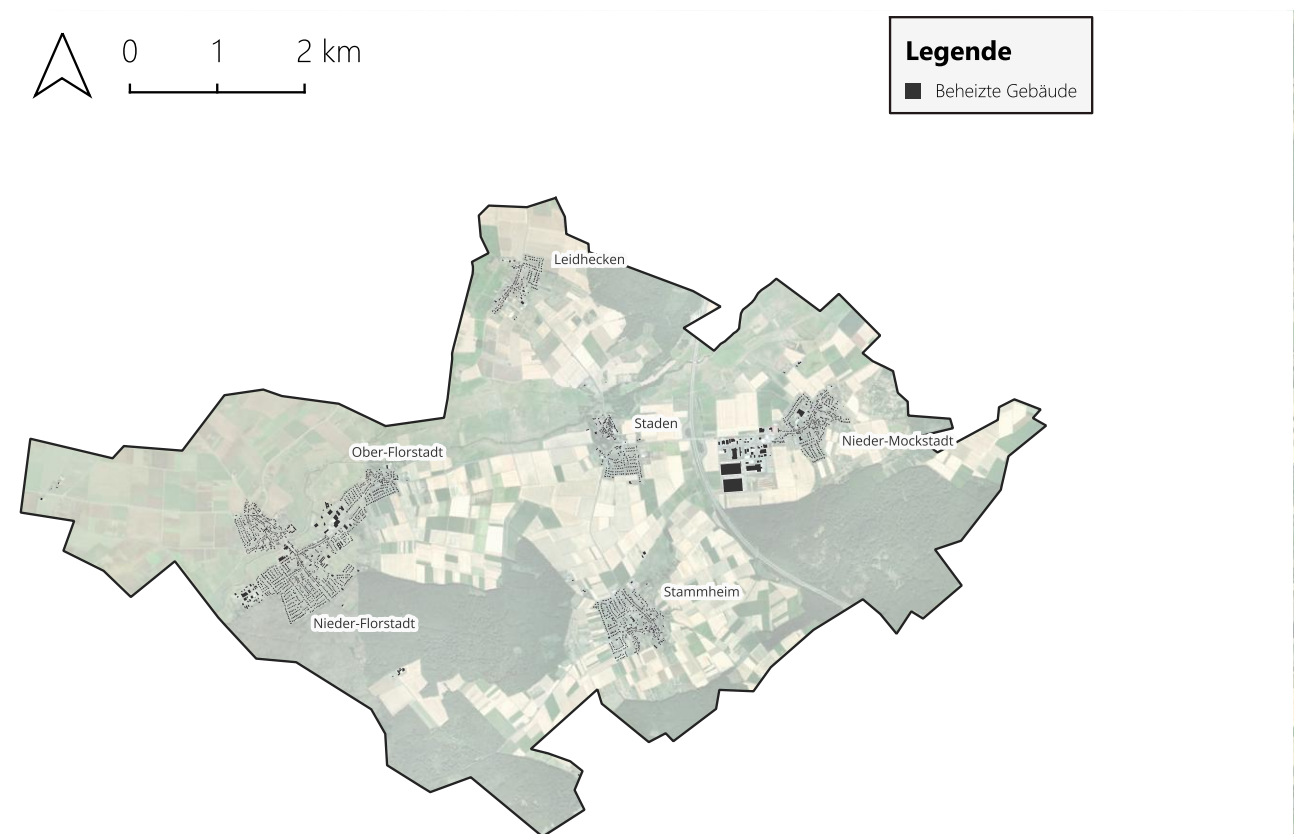 0 1 2 km
Legende
Beheizte Gebäude
Leidhecken
Staden
Nieder-Mockstadt
Ober-Florstadt
Stammheim
Nieder-Florstadt